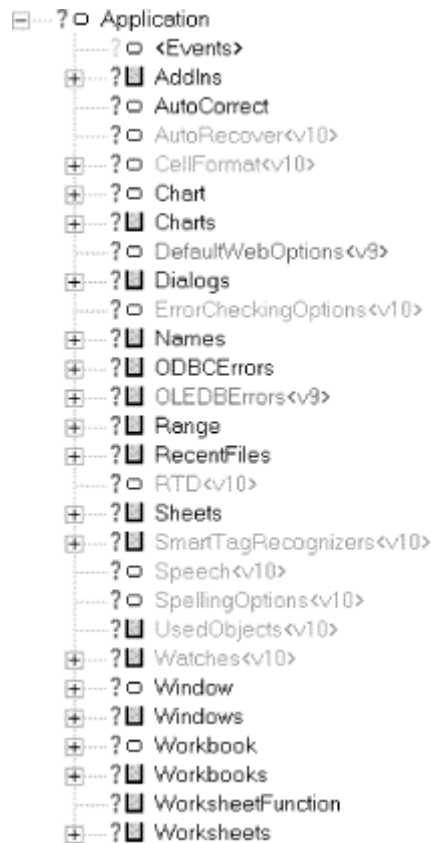 ? Application
? <Events>
? AddIns
? AutoCorrect
? AutoRecover<v10>
? CellFormat<v10>
? Chart
? Charts
? DefaultWebOptions<v9>
? Dialogs
? ErrorCheckingOptions<v10>
? Names
? ODBCErrors
? OLEDBErrors<v9>
? Range
? RecentFiles
? RTD<v10>
? Sheets
? SmartTagRecognizers<v10>
? Speech<v10>
? SpellingOptions<v10>
? UsedObjects<v10>
? Watches<v10>
? Window
? Windows
? Workbook
? Workbooks
? WorksheetFunction
? Worksheets